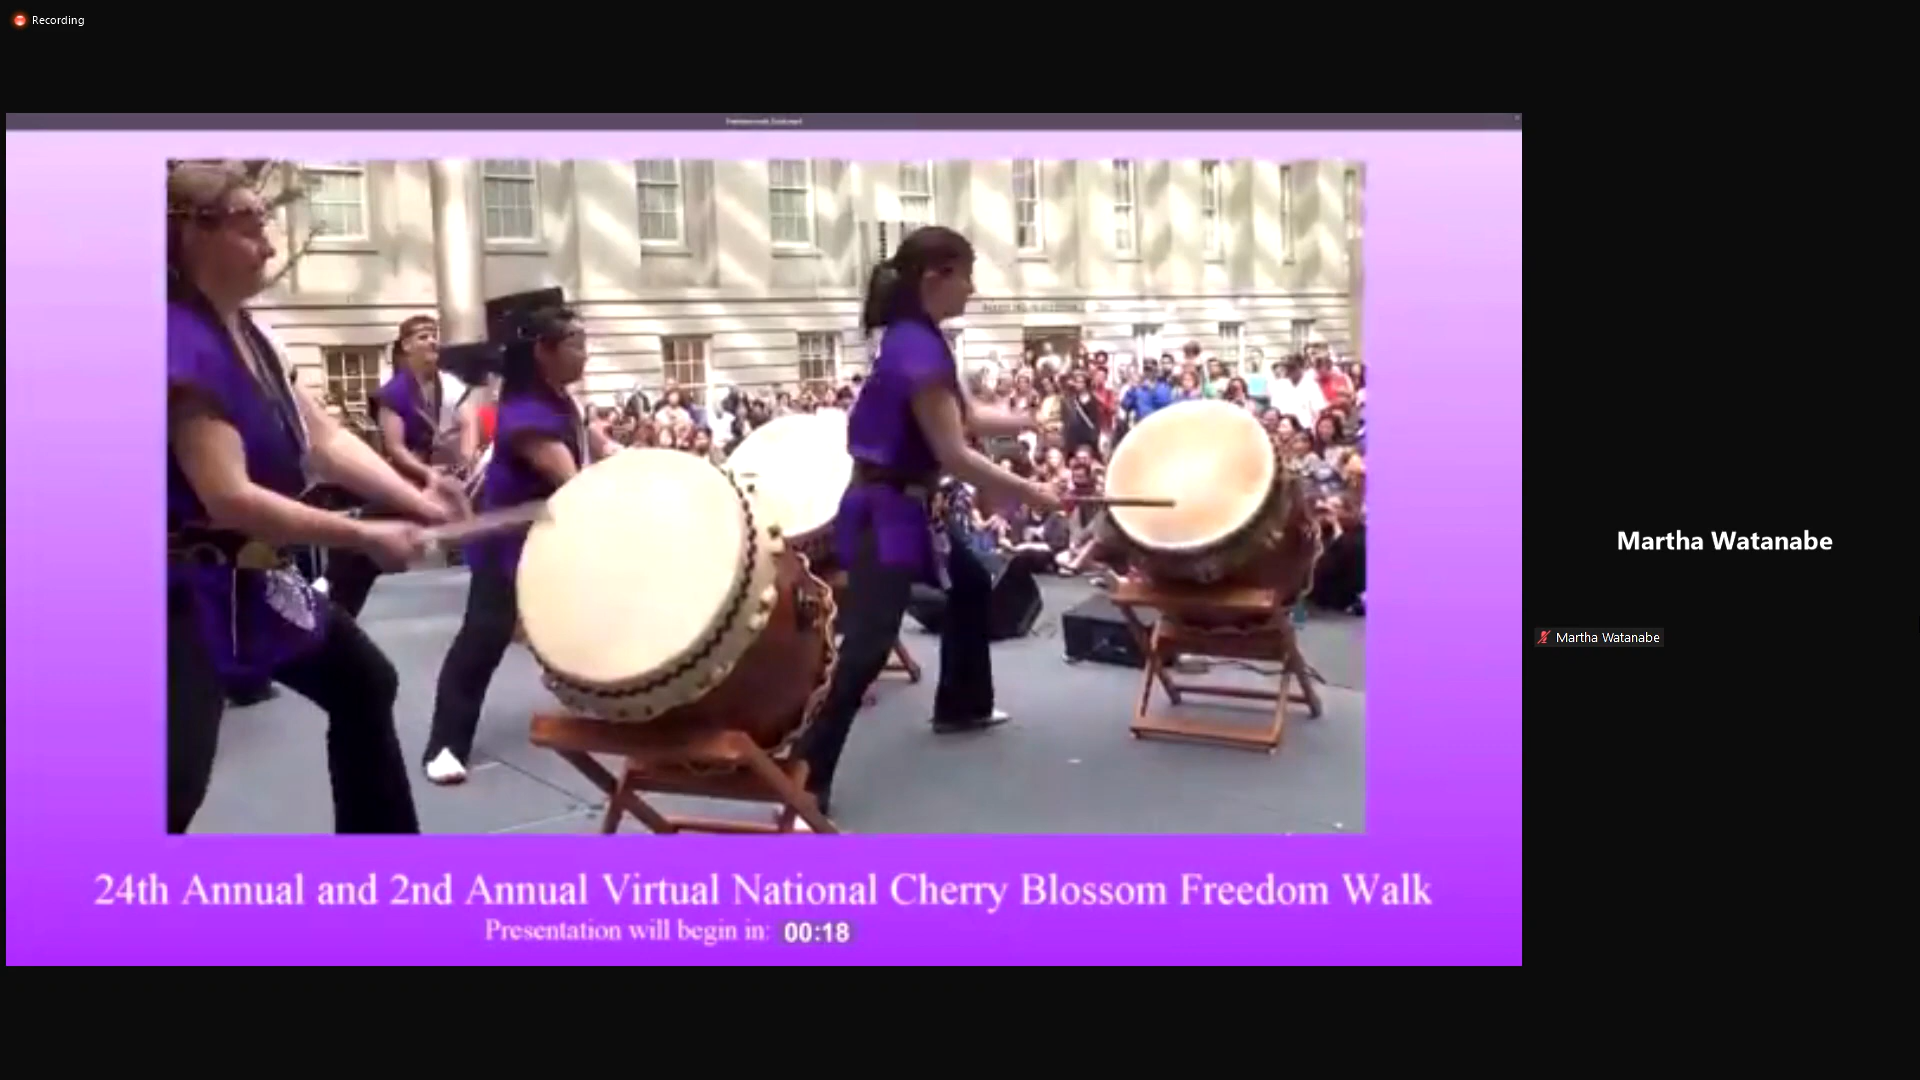 Recording
24th Annual and 2nd Annual Virtual National Cherry Blossom Freedom Walk
Presentation will begin in: 00:18
Martha Watanabe
Martha Watanabe